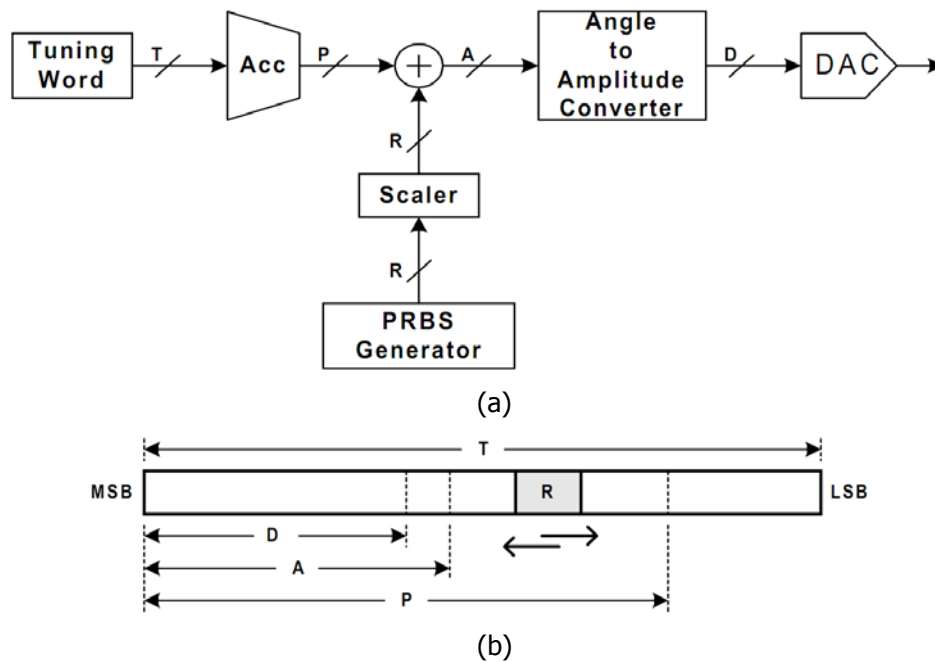 Tuning
Word
T
Acc
P
A
Angle
to
Amplitude
Converter
D
DAC
R
Scaler
R
PRBS
Generator
(a)
T
MSB
R
LSB
D
A
P
(b)